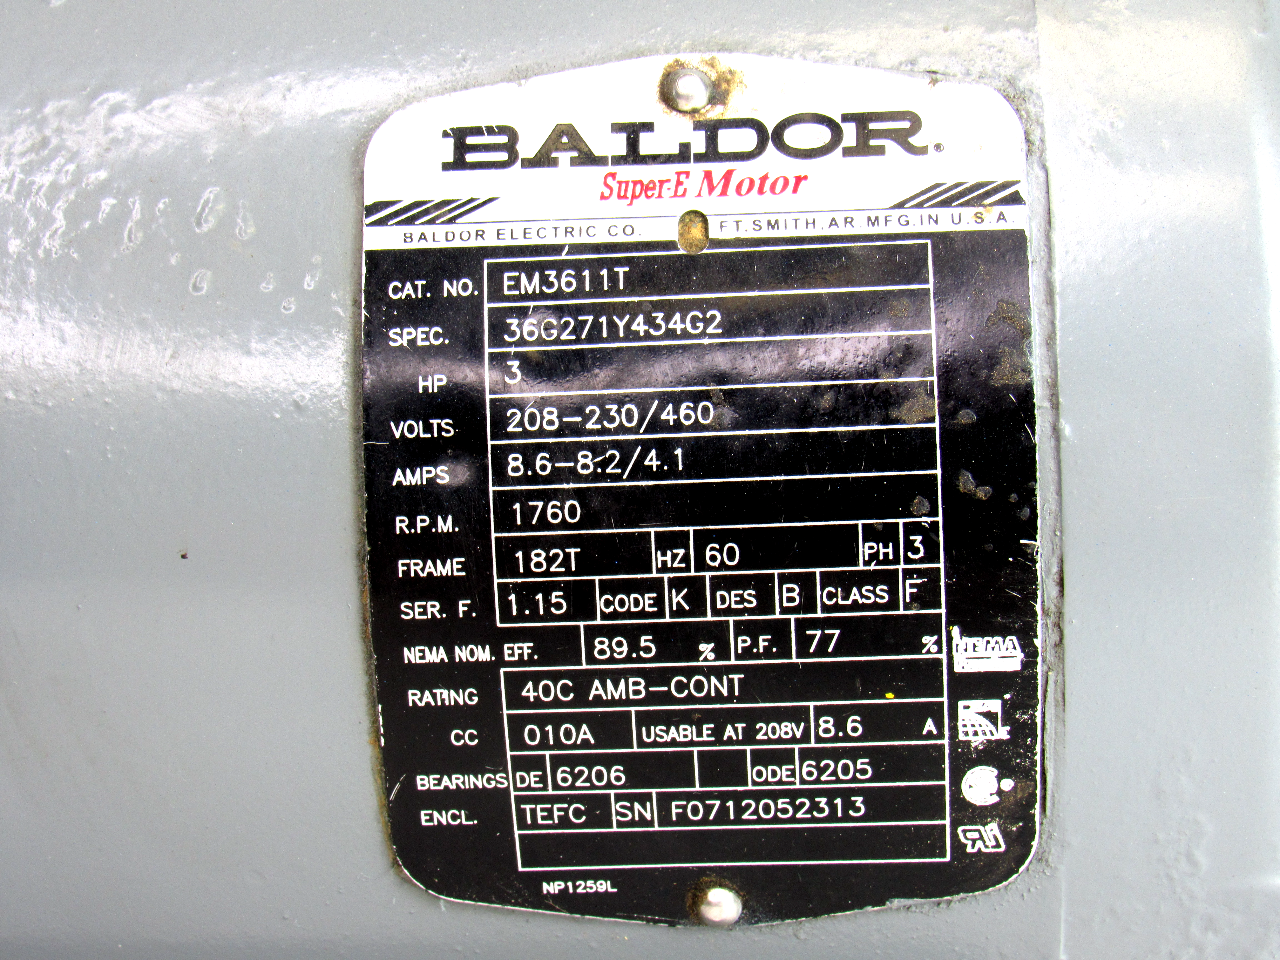 BALDOR®
Super-E Motor
BALDOR ELECTRIC CO. FT. SMITH, AR. MFG. IN U.S.A.
CAT. NO. EM3611T
SPEC. 36G271Y434G2
HP 3
VOLTS 208-230/460
AMPS 8.6-8.2/4.1
R.P.M. 1760
FRAME 182T HZ 60 PH 3
SER. F. 1.15 CODE K DES B CLASS F
NEMA NOM. EFF. 89.5 % P.F. 77 %
NEMA
RATING 40C AMB-CONT
CC 010A USABLE AT 208V 8.6 A
BEARINGS DE 6206 ODE 6205
ENCL. TEFC SN F0712052313
NP1259L